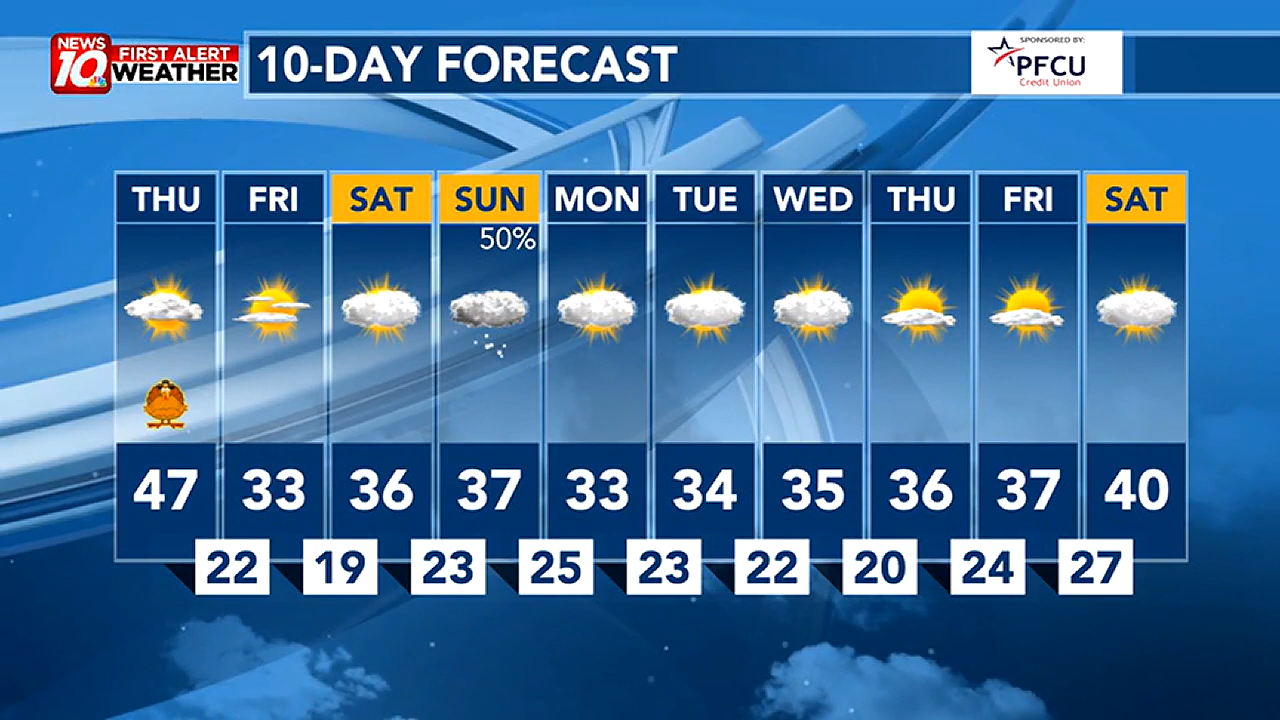 NEWS
10
FIRST ALERT
WEATHER
10-DAY FORECAST
SPONSORED BY:
PFCU
Credit Union
THU FRI SAT SUN MON TUE WED THU FRI SAT
50%
47 33 36 37 33 34 35 36 37 40
22 19 23 25 23 22 20 24 27